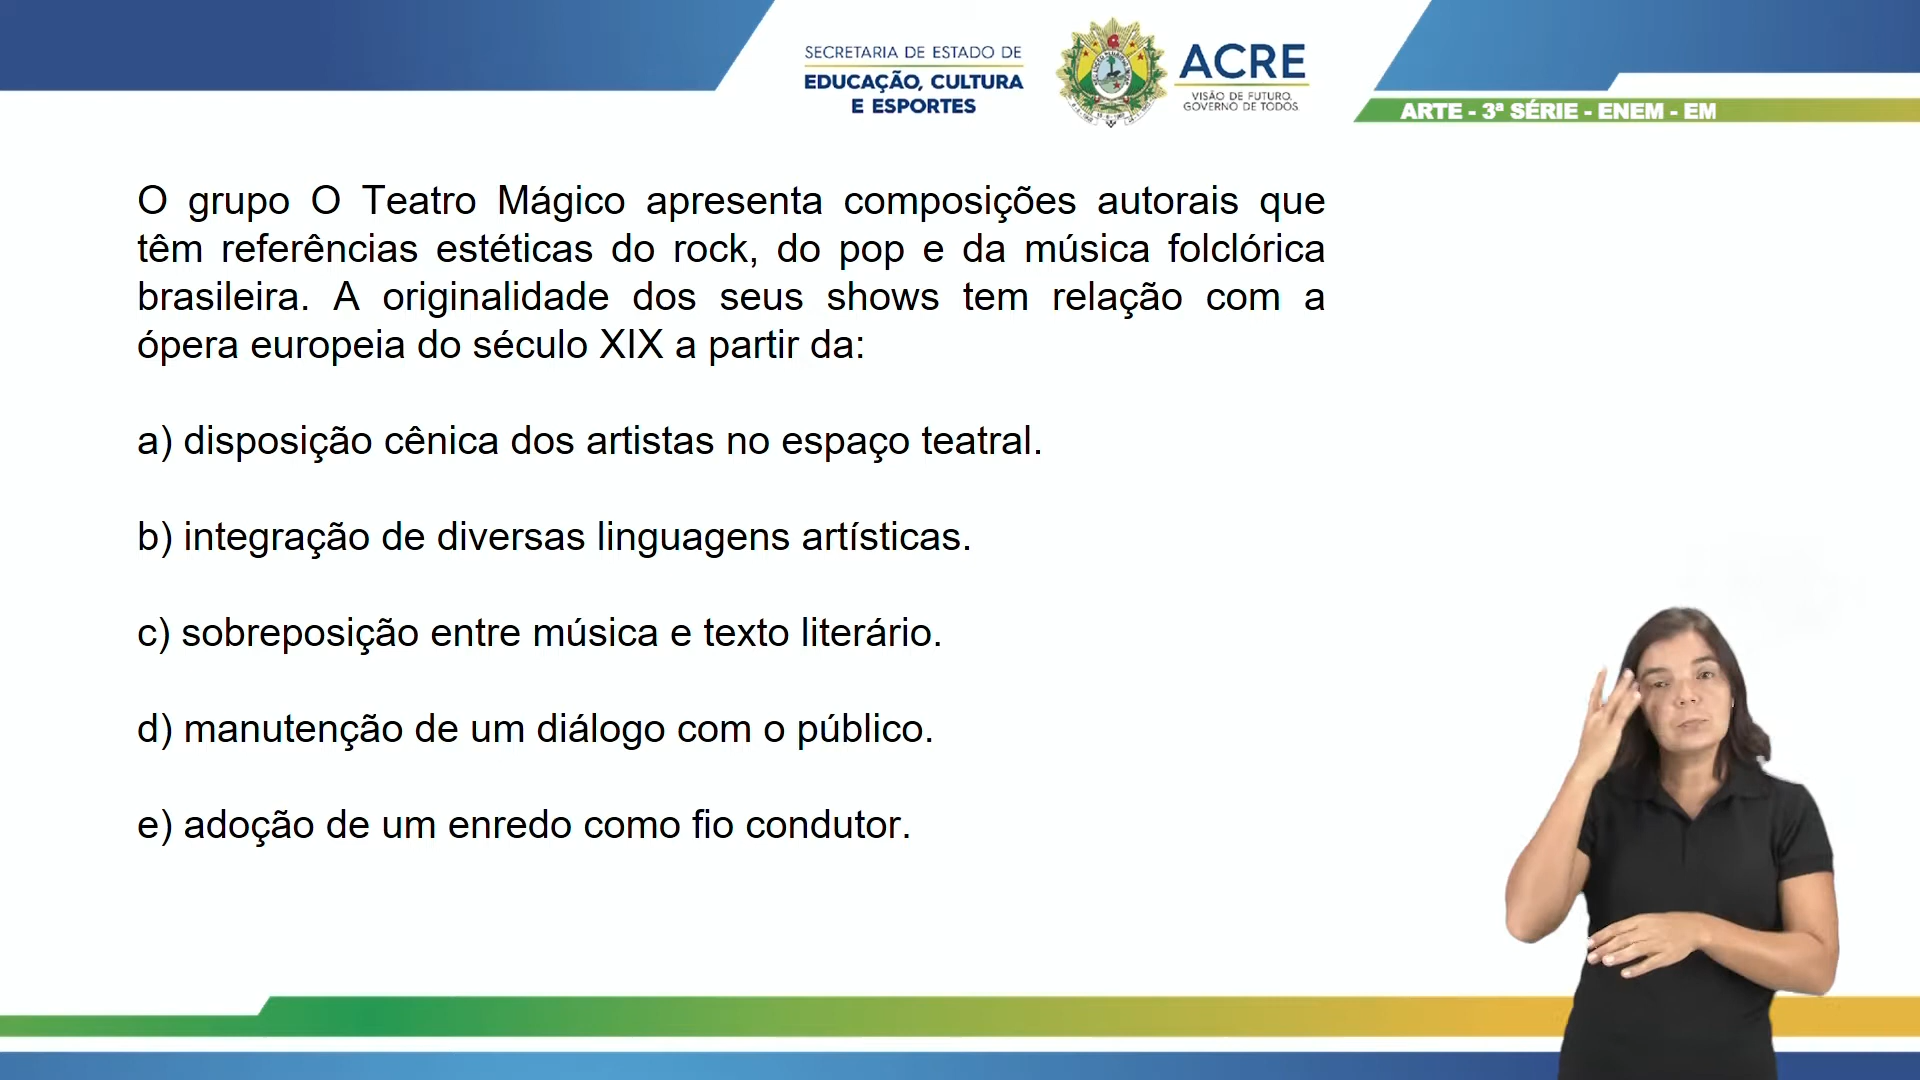 SECRETARIA DE ESTADO DE
EDUCAÇÃO, CULTURA
E ESPORTES
ACRE
VISÃO DE FUTURO.
GOVERNO DE TODOS.
ARTE - 3ª SÉRIE - ENEM - EM
O grupo O Teatro Mágico apresenta composições autorais que
têm referências estéticas do rock, do pop e da música folclórica
brasileira. A originalidade dos seus shows tem relação com a
ópera europeia do século XIX a partir da:
a) disposição cênica dos artistas no espaço teatral.
b) integração de diversas linguagens artísticas.
c) sobreposição entre música e texto literário.
d) manutenção de um diálogo com o público.
e) adoção de um enredo como fio condutor.